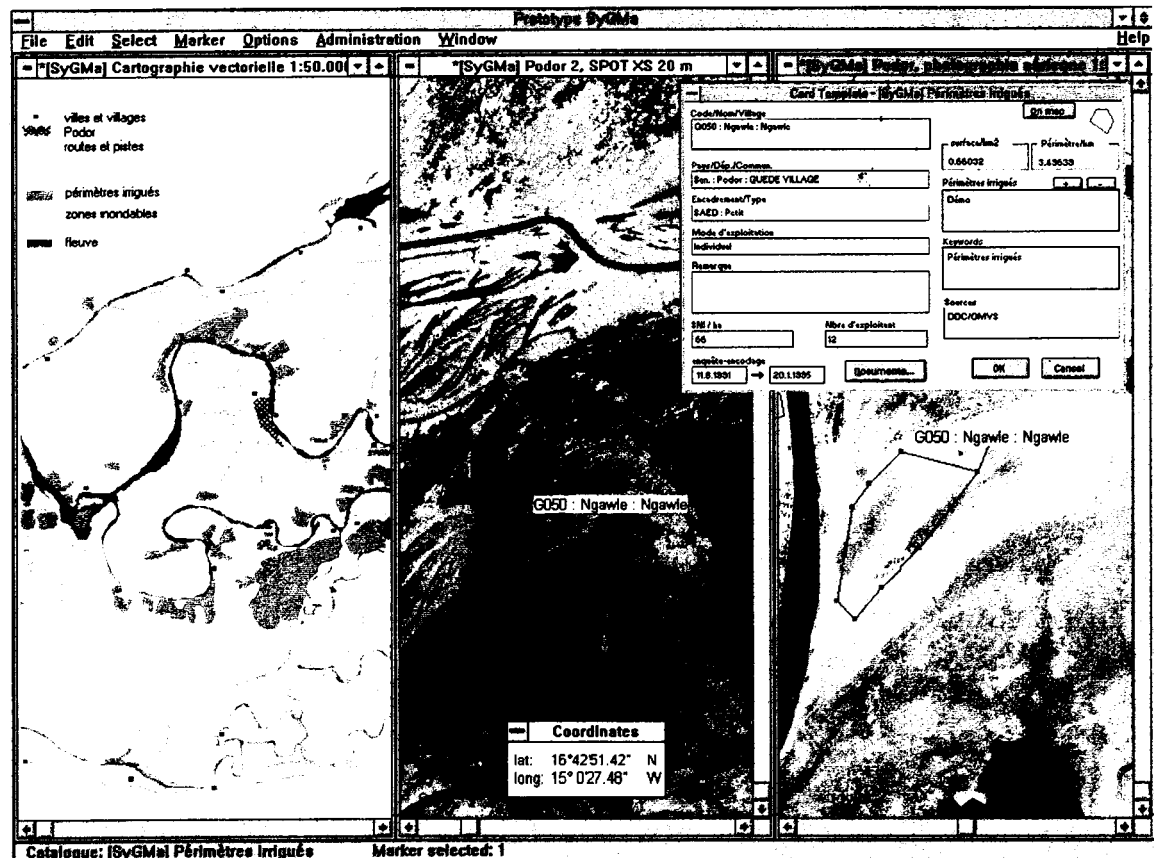 Prototype SyGMa
File Edit Select Marker Options Administration Window Help
*[SyGMa] Cartographie vectorielle 1:50.00
villes et villages
Podor
routes et pistes
périmètres irrigués
zones inondables
fleuve
*[SyGMa] Podor 2, SPOT XS 20 m
G050 : Ngawle : Ngawle
Coordinates
lat: 16°42'51.42" N
long: 15° 0'27.48" W
*[SyGMa] Podor, photographie aérienne
Card Template - [SyGMa] Périmètres irrigués
Code/Nom/Village
G050 : Ngawle : Ngawle
On map
surface/km2
0.66032
Périmètre/km
3.43633
Pays/Dép./Commun.
Sen. : Podor : GUEDE VILLAGE
Périmètres irrigués
+ -
Démo
Encadrement/Type
SAED : Petit
Mode d'exploitation
Individuel
Keywords
Périmètres irrigués
Remarque
Sources
DDC/OMVS
SNI / ha
66
Nbre d'exploitant
12
enquête-encodage
11.6.1991 → 20.1.1995
Documents...
OK
Cancel
G050 : Ngawle : Ngawle
Catalogue: [SyGMa] Périmètres irrigués Marker selected: 1